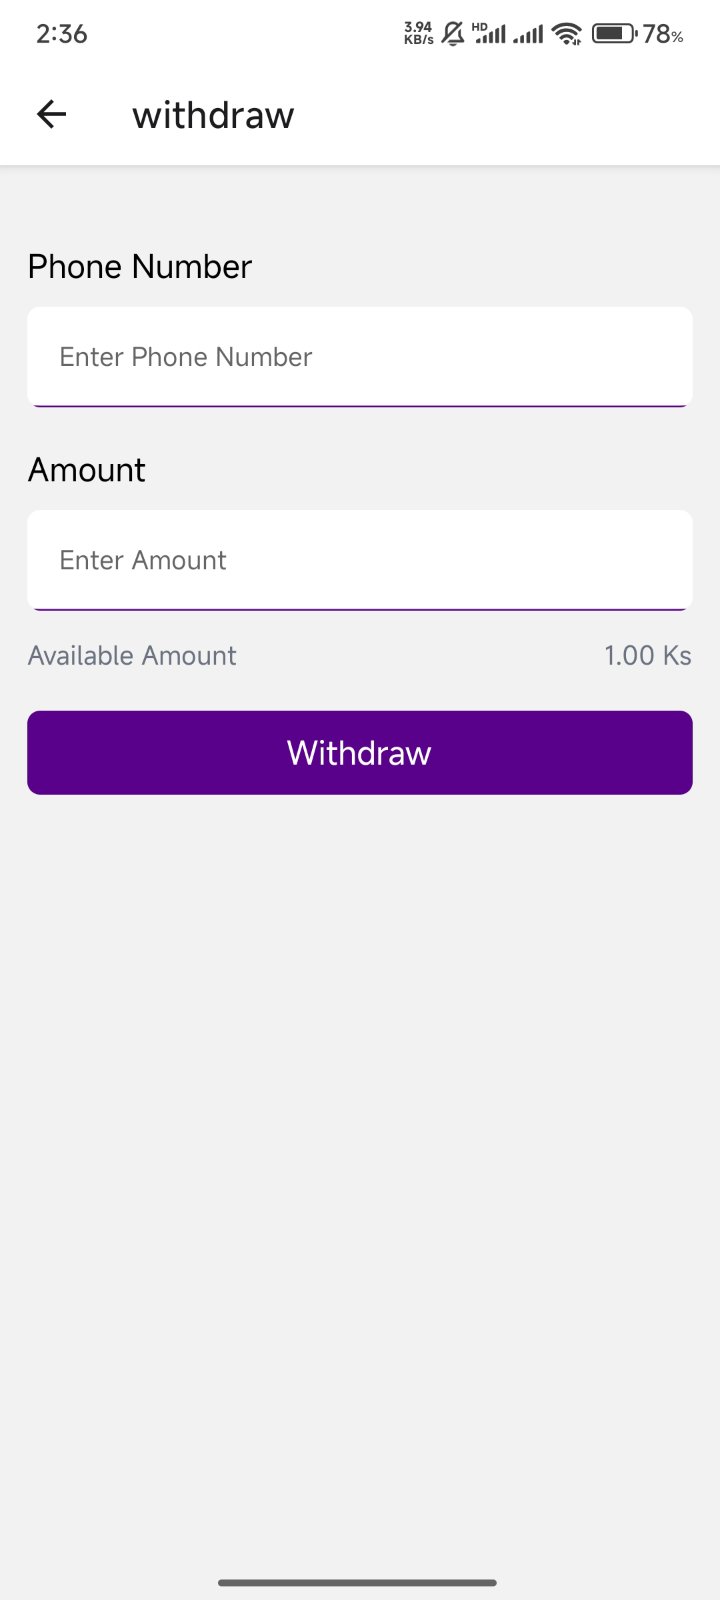 2:36 3.94 KB/s HD 78%
withdraw
Phone Number
Enter Phone Number
Amount
Enter Amount
Available Amount 1.00 Ks
Withdraw